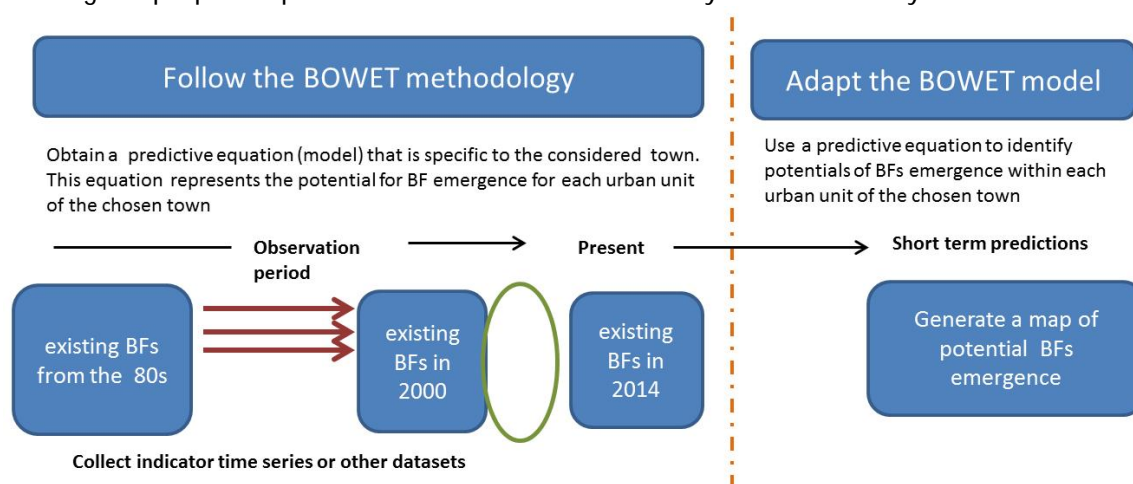 Follow the BOWET methodology
Adapt the BOWET model
Obtain a predictive equation (model) that is specific to the considered town.
This equation represents the potential for BF emergence for each urban unit
of the chosen town
Use a predictive equation to identify
potentials of BFs emergence within each
urban unit of the chosen town
Observation
period
Present
Short term predictions
existing BFs
from the 80s
existing
BFs in
2000
existing
BFs in
2014
Generate a map of
potential BFs
emergence
Collect indicator time series or other datasets